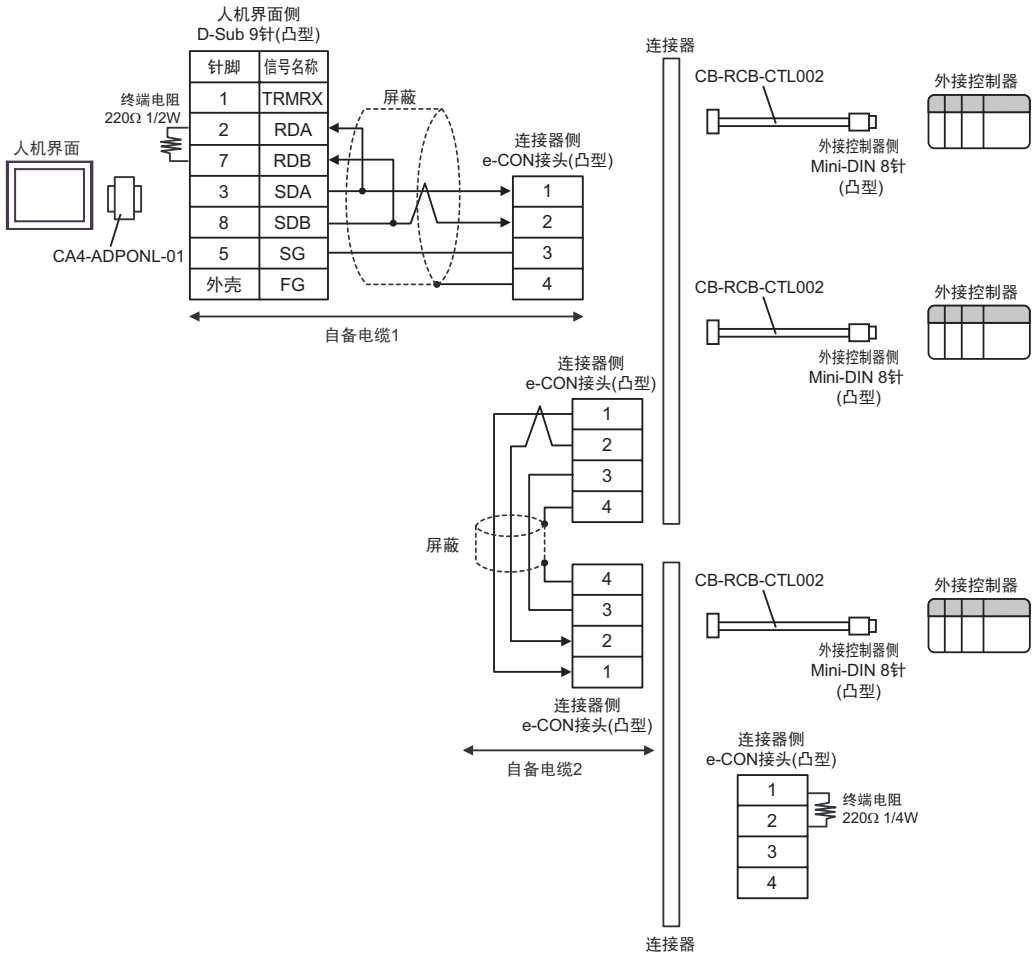 人机界面侧
D-Sub 9针(凸型)
针脚 信号名称
1 TRMRX
2 RDA
7 RDB
3 SDA
8 SDB
5 SG
外壳 FG
终端电阻
220Ω 1/2W
人机界面
CA4-ADPONL-01
屏蔽
连接器侧
e-CON接头(凸型)
1
2
3
4
自备电缆1
连接器
CB-RCB-CTL002
外接控制器侧
Mini-DIN 8针
(凸型)
外接控制器
CB-RCB-CTL002
外接控制器侧
Mini-DIN 8针
(凸型)
外接控制器
连接器侧
e-CON接头(凸型)
1
2
3
4
屏蔽
4
3
2
1
连接器侧
e-CON接头(凸型)
自备电缆2
CB-RCB-CTL002
外接控制器侧
Mini-DIN 8针
(凸型)
外接控制器
连接器侧
e-CON接头(凸型)
1
2
3
4
终端电阻
220Ω 1/4W
连接器